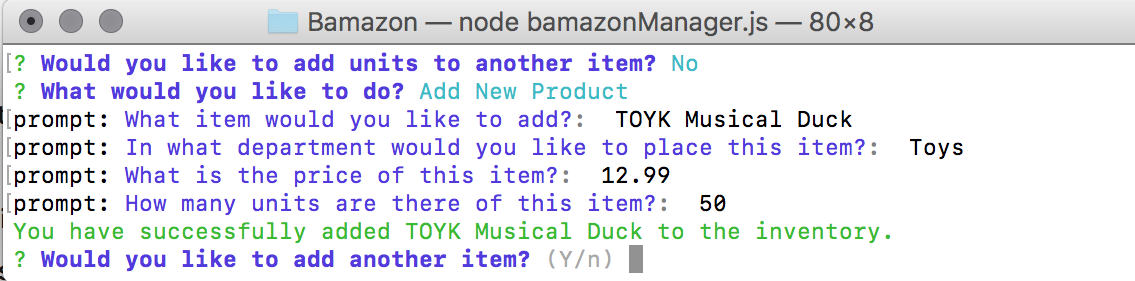 Bamazon — node bamazonManager.js — 80×8
[? Would you like to add units to another item? No
? What would you like to do? Add New Product
[prompt: What item would you like to add?:  TOYK Musical Duck
[prompt: In what department would you like to place this item?:  Toys
[prompt: What is the price of this item?:  12.99
[prompt: How many units are there of this item?:  50
You have successfully added TOYK Musical Duck to the inventory.
? Would you like to add another item? (Y/n)